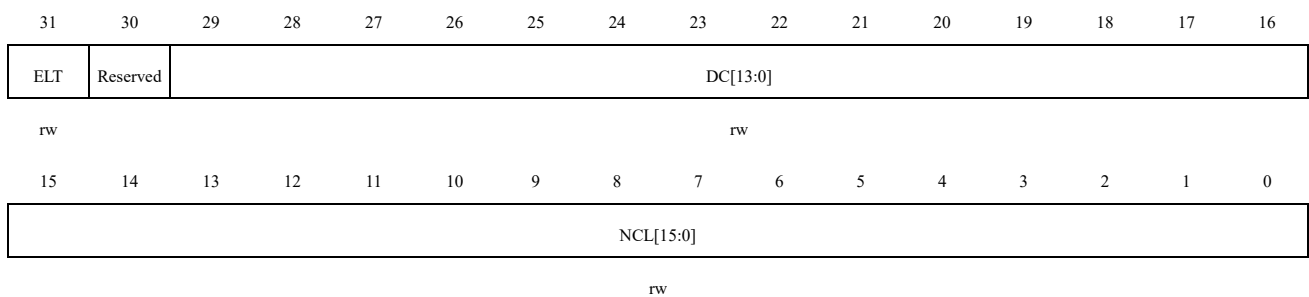 31 30 29 28 27 26 25 24 23 22 21 20 19 18 17 16
ELT Reserved DC[13:0]
rw rw
15 14 13 12 11 10 9 8 7 6 5 4 3 2 1 0
NCL[15:0]
rw